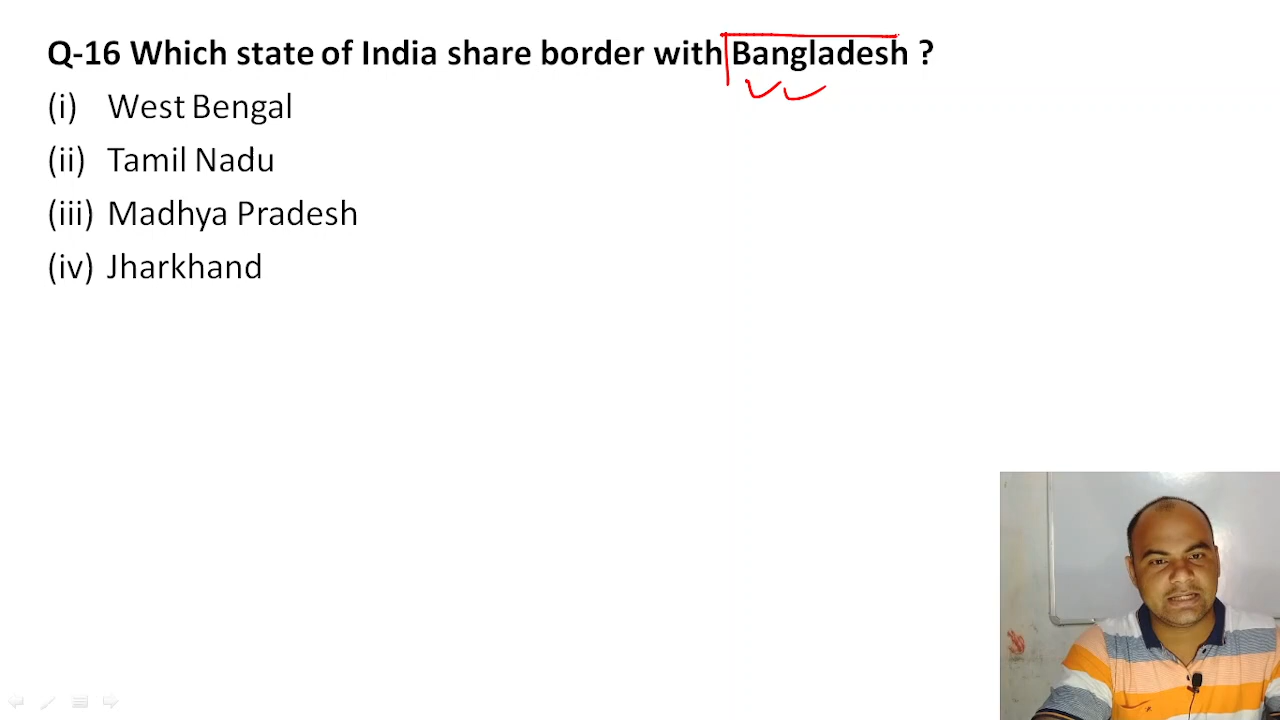 Q-16 Which state of India share border with Bangladesh ?
(i) West Bengal
(ii) Tamil Nadu
(iii) Madhya Pradesh
(iv) Jharkhand